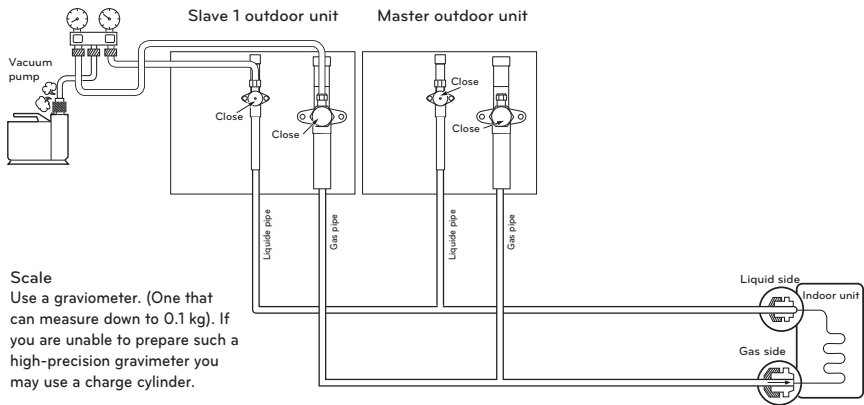 Slave 1 outdoor unit
Master outdoor unit
Vacuum
pump
Close
Close
Close
Close
Liquide pipe
Gas pipe
Liquide pipe
Gas pipe
Scale
Use a graviometer. (One that
can measure down to 0.1 kg). If
you are unable to prepare such a
high-precision gravimeter you
may use a charge cylinder.
Liquid side
Indoor unit
Gas side